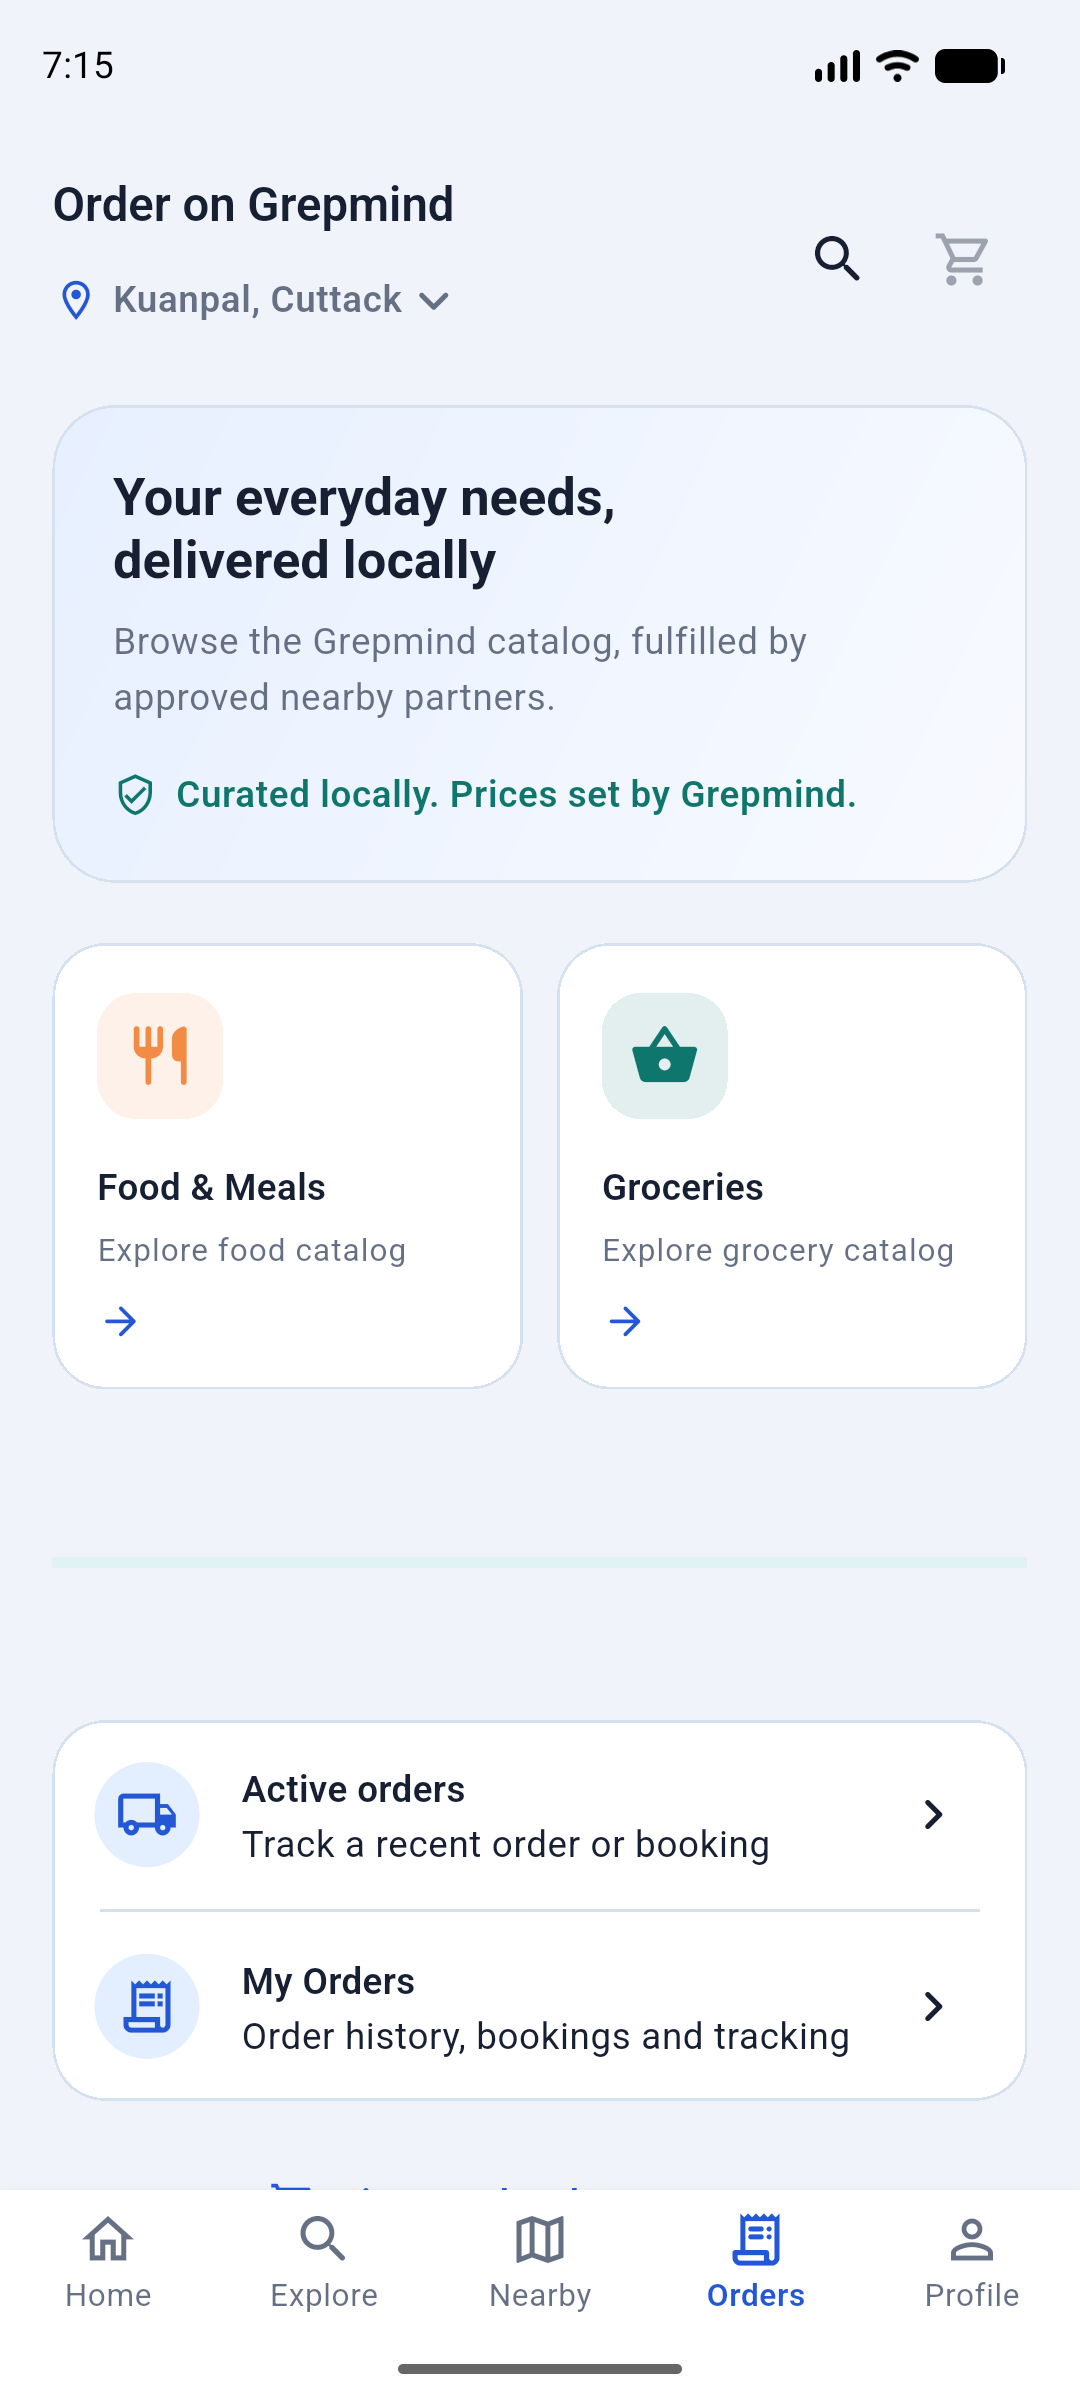 7:15
Order on Grepmind
Kuanpal, Cuttack
Your everyday needs,
delivered locally
Browse the Grepmind catalog, fulfilled by
approved nearby partners.
Curated locally. Prices set by Grepmind.
Food & Meals
Explore food catalog
Groceries
Explore grocery catalog
Active orders
Track a recent order or booking
My Orders
Order history, bookings and tracking
Home
Explore
Nearby
Orders
Profile